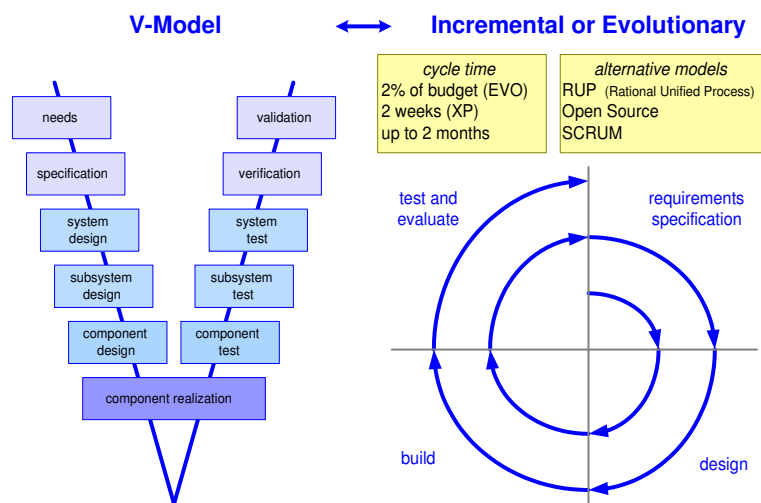 V-Model
Incremental or Evolutionary
cycle time
2% of budget (EVO)
2 weeks (XP)
up to 2 months
alternative models
RUP (Rational Unified Process)
Open Source
SCRUM
needs
validation
specification
verification
system
design
system
test
subsystem
design
subsystem
test
component
design
component
test
component realization
test and
evaluate
requirements
specification
build
design